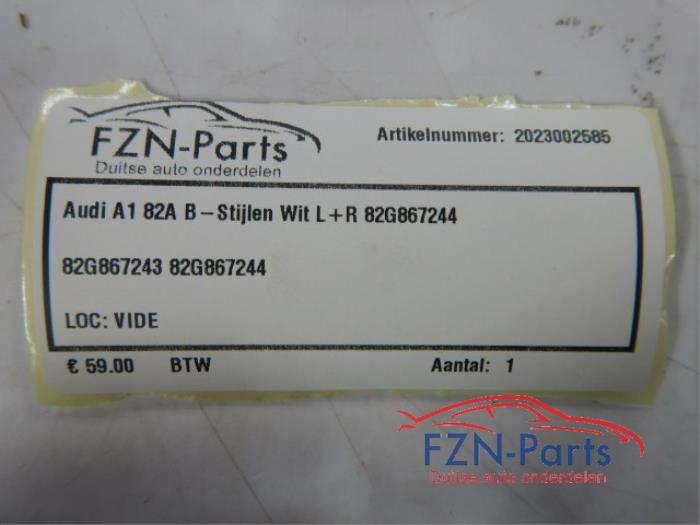 FZN-Parts
Duitse auto onderdelen
Artikelnummer: 2023002585
Audi A1 82A B-Stijlen Wit L+R 82G867244
82G867243 82G867244
LOC: VIDE
€ 59.00 BTW Aantal: 1
FZN-Parts
Duitse auto onderdelen